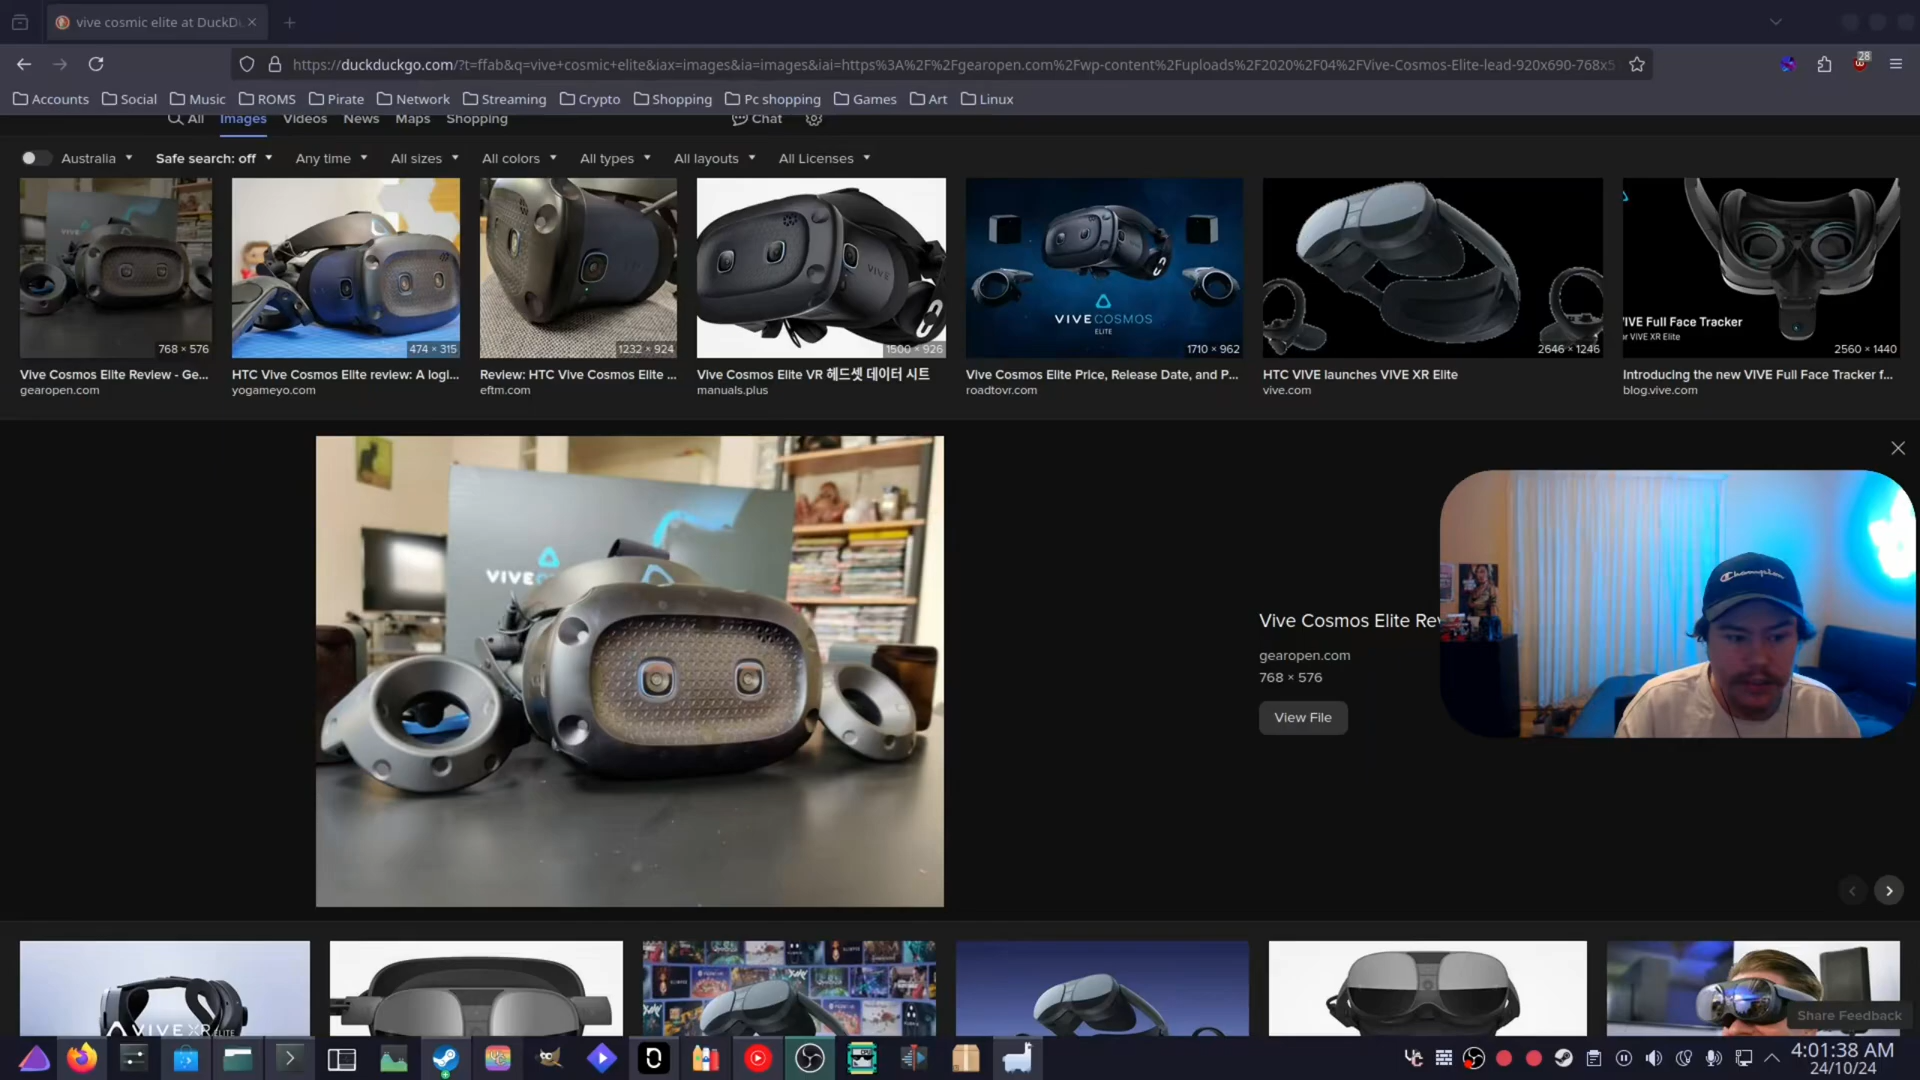 vive cosmic elite at DuckDu
https://duckduckgo.com/?t=ffab&q=vive+cosmic+elite&iax=images&ia=images&iai=https%3A%2F%2Fgearopen.com%2Fwp-content%2Fuploads%2F2020%2F04%2FVive-Cosmos-Elite-lead-920x690-768x5
28
Accounts Social Music ROMS Pirate Network Streaming Crypto Shopping Pc shopping Games Art Linux
All Images Videos News Maps Shopping Chat
Australia Safe search: off Any time All sizes All colors All types All layouts All Licenses
VIVE
VIVE COSMOS
ELITE
VIVE Full Face Tracker
or VIVE XR Elite
768 × 576 474 × 315 1232 × 924 1500 × 926 1710 × 962 2646 × 1246 2560 × 1440
Vive Cosmos Elite Review - Ge... HTC Vive Cosmos Elite review: A logi... Review: HTC Vive Cosmos Elite ... Vive Cosmos Elite VR 헤드셋 데이터 시트 Vive Cosmos Elite Price, Release Date, and P... HTC VIVE launches VIVE XR Elite Introducing the new VIVE Full Face Tracker f...
gearopen.com yogameyo.com eftm.com manuals.plus roadtovr.com vive.com blog.vive.com
VIVE
Champion
Vive Cosmos Elite Rev
gearopen.com
768 × 576
View File
VIVE XR ELITE
Share Feedback
4:01:38 AM
24/10/24